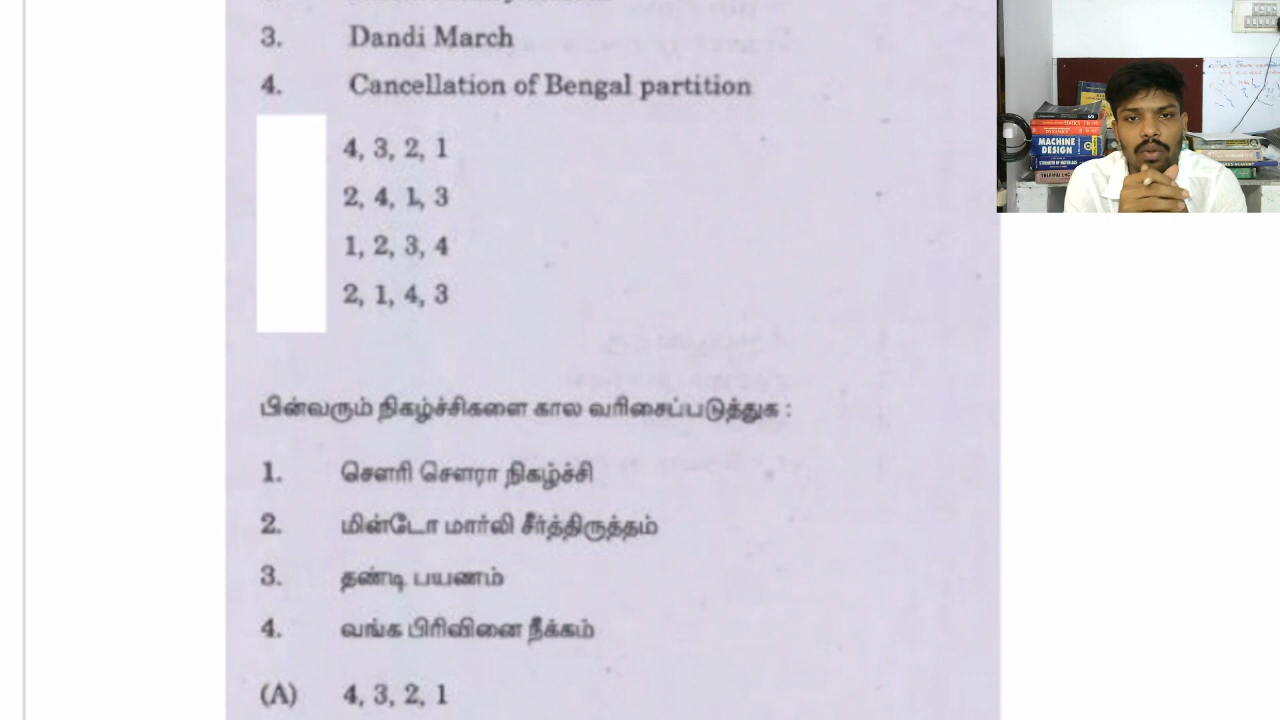 3. Dandi March
4. Cancellation of Bengal partition
4, 3, 2, 1
2, 4, 1, 3
1, 2, 3, 4
2, 1, 4, 3
பின்வரும் நிகழ்ச்சிகளை கால வரிசைப்படுத்துக :
1. சௌரி சௌரா நிகழ்ச்சி
2. மின்டோ மார்லி சீர்த்திருத்தம்
3. தண்டி பயணம்
4. வங்க பிரிவினை நீக்கம்
(A) 4, 3, 2, 1
MACHINE
DESIGN